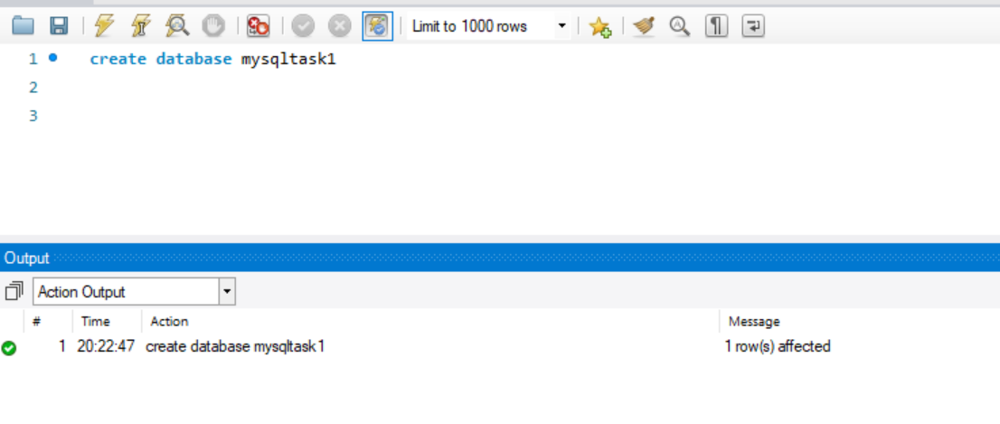 Limit to 1000 rows
1 create database mysqltask1
2
3
Output
Action Output
# Time Action Message
1 20:22:47 create database mysqltask1 1 row(s) affected